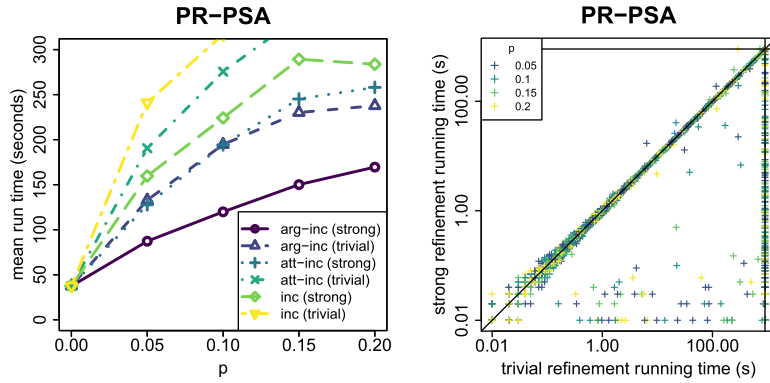 PR−PSA
mean run time (seconds)
300
250
200
150
100
50
0
0.00 0.05 0.10 0.15 0.20
p
arg−inc (strong)
arg−inc (trivial)
att−inc (strong)
att−inc (trivial)
inc (strong)
inc (trivial)
PR−PSA
strong refinement running time (s)
100.00
1.00
0.01
p
0.05
0.1
0.15
0.2
0.01 1.00 100.00
trivial refinement running time (s)